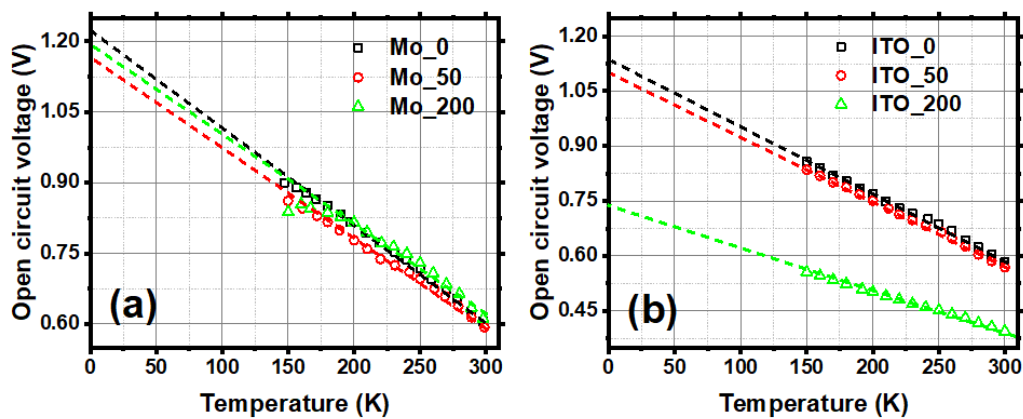 Open circuit voltage (V)
1.20
1.05
0.90
0.75
0.60
Mo_0
Mo_50
Mo_200
(a)
0 50 100 150 200 250 300
Temperature (K)
Open circuit voltage (V)
1.20
1.05
0.90
0.75
0.60
0.45
ITO_0
ITO_50
ITO_200
(b)
0 50 100 150 200 250 300
Temperature (K)